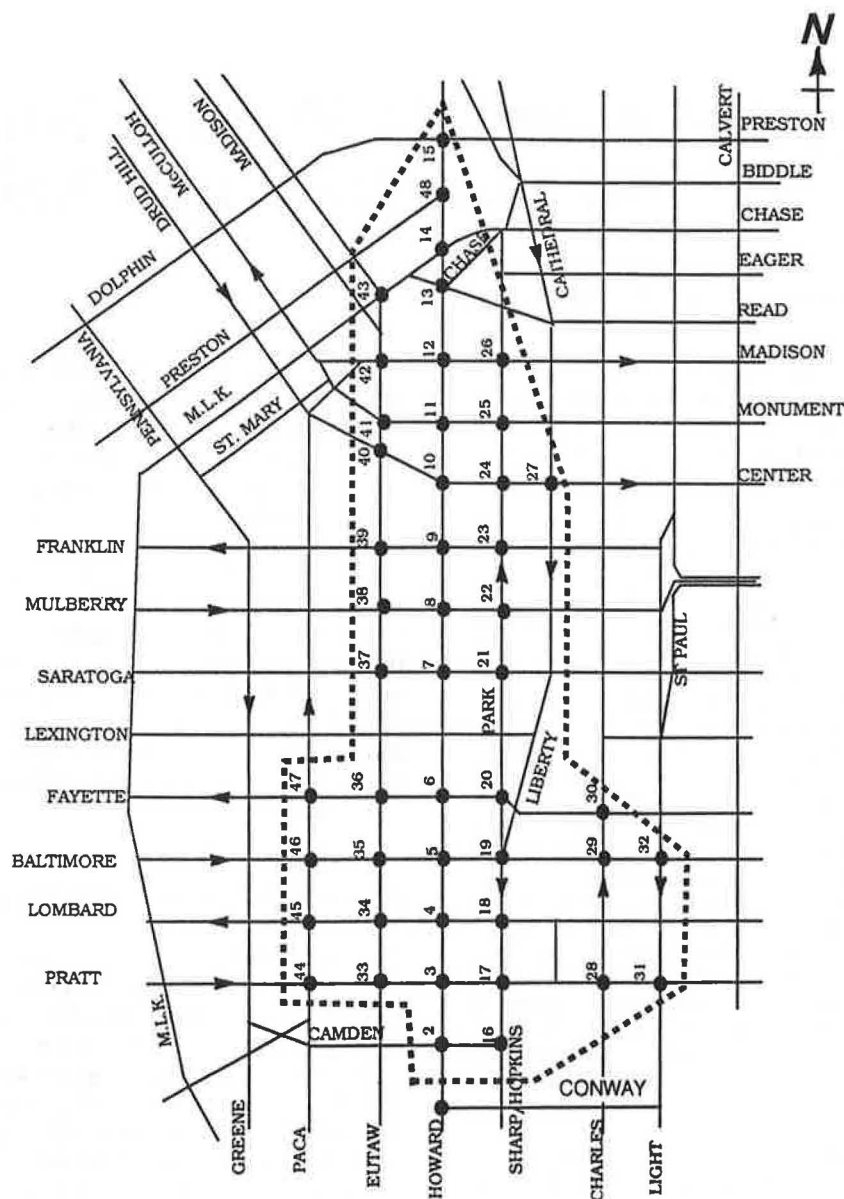 N
McCULLOH
DRUD HILL
MADISON
CALVERT
PRESTON
15
BIDDLE
48
CHASE
14
CHASE
CATHEDRAL
EAGER
DOLPHIN
43
13
READ
PENNSYLVANIA
PRESTON
42
12
26
MADISON
M.L.K.
ST. MARY
41
11
25
MONUMENT
40
10
24
27
CENTER
FRANKLIN
39
9
23
MULBERRY
38
8
22
ST PAUL
SARATOGA
37
7
21
PARK
LEXINGTON
LIBERTY
FAYETTE
47
36
6
20
30
BALTIMORE
46
35
5
19
29
32
LOMBARD
45
34
4
18
PRATT
44
33
3
17
28
31
M.L.K.
CAMDEN
2
16
CONWAY
GREENE
PACA
EUTAW
HOWARD
SHARP/HOPKINS
CHARLES
LIGHT